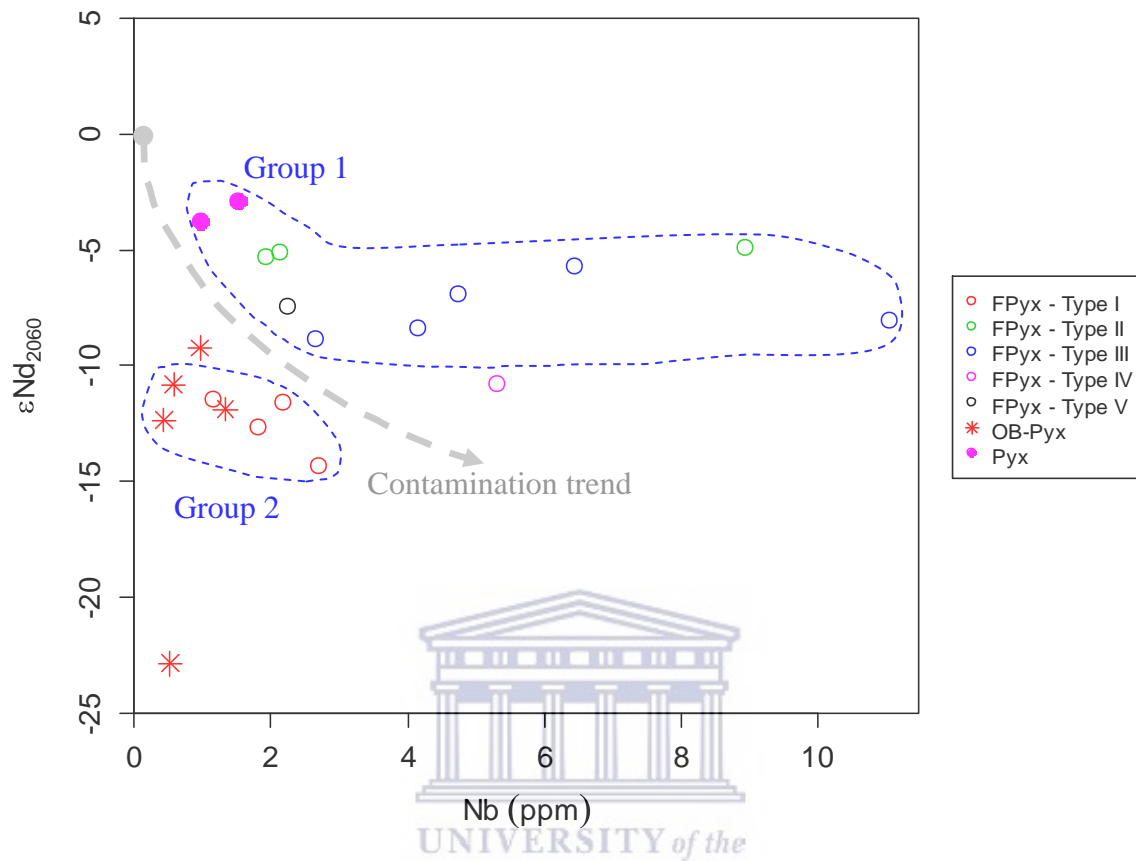 5
0
-5
-10
-15
-20
-25
εNd2060
Group 1
Group 2
Contamination trend
0 2 4 6 8 10
Nb (ppm)
FPyx - Type I
FPyx - Type II
FPyx - Type III
FPyx - Type IV
FPyx - Type V
OB-Pyx
Pyx
UNIVERSITY of the